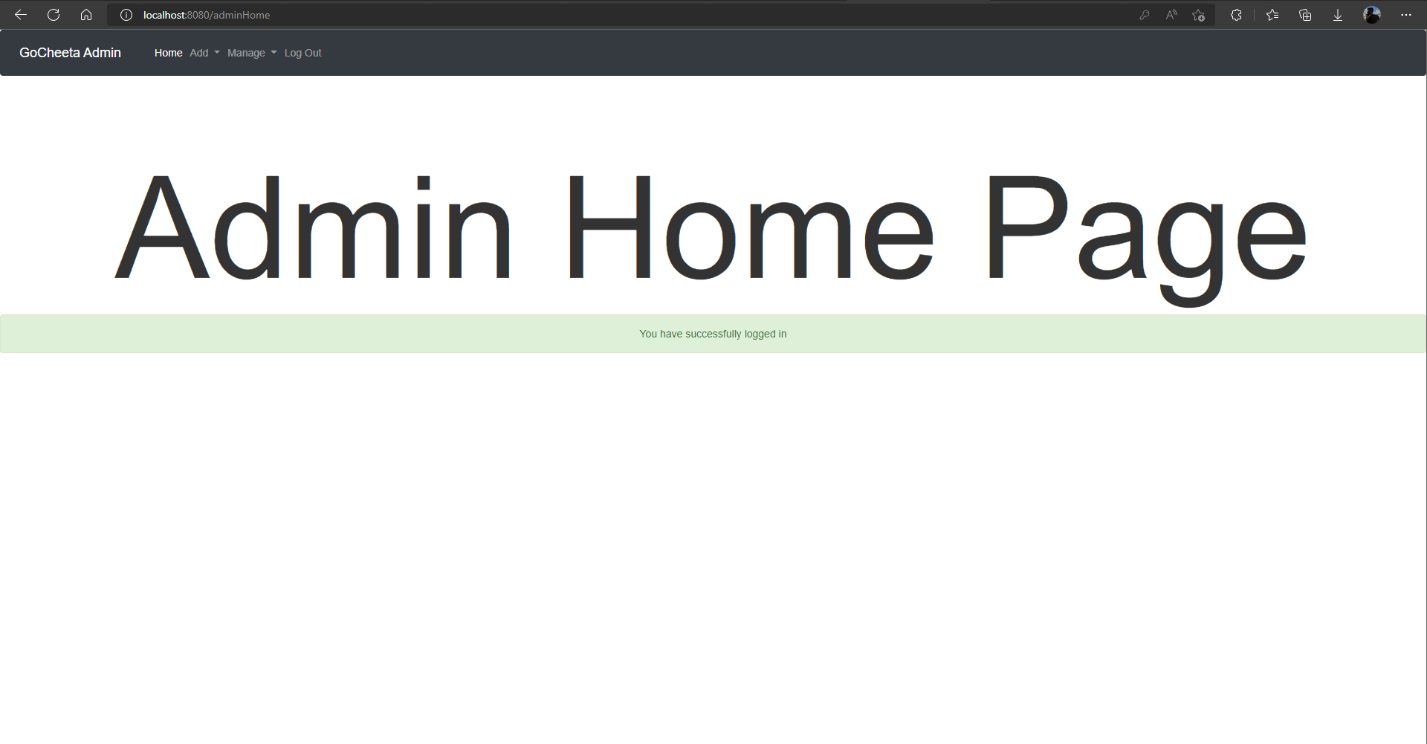 localhost:8080/adminHome
GoCheeta Admin Home Add Manage Log Out
Admin Home Page
You have successfully logged in